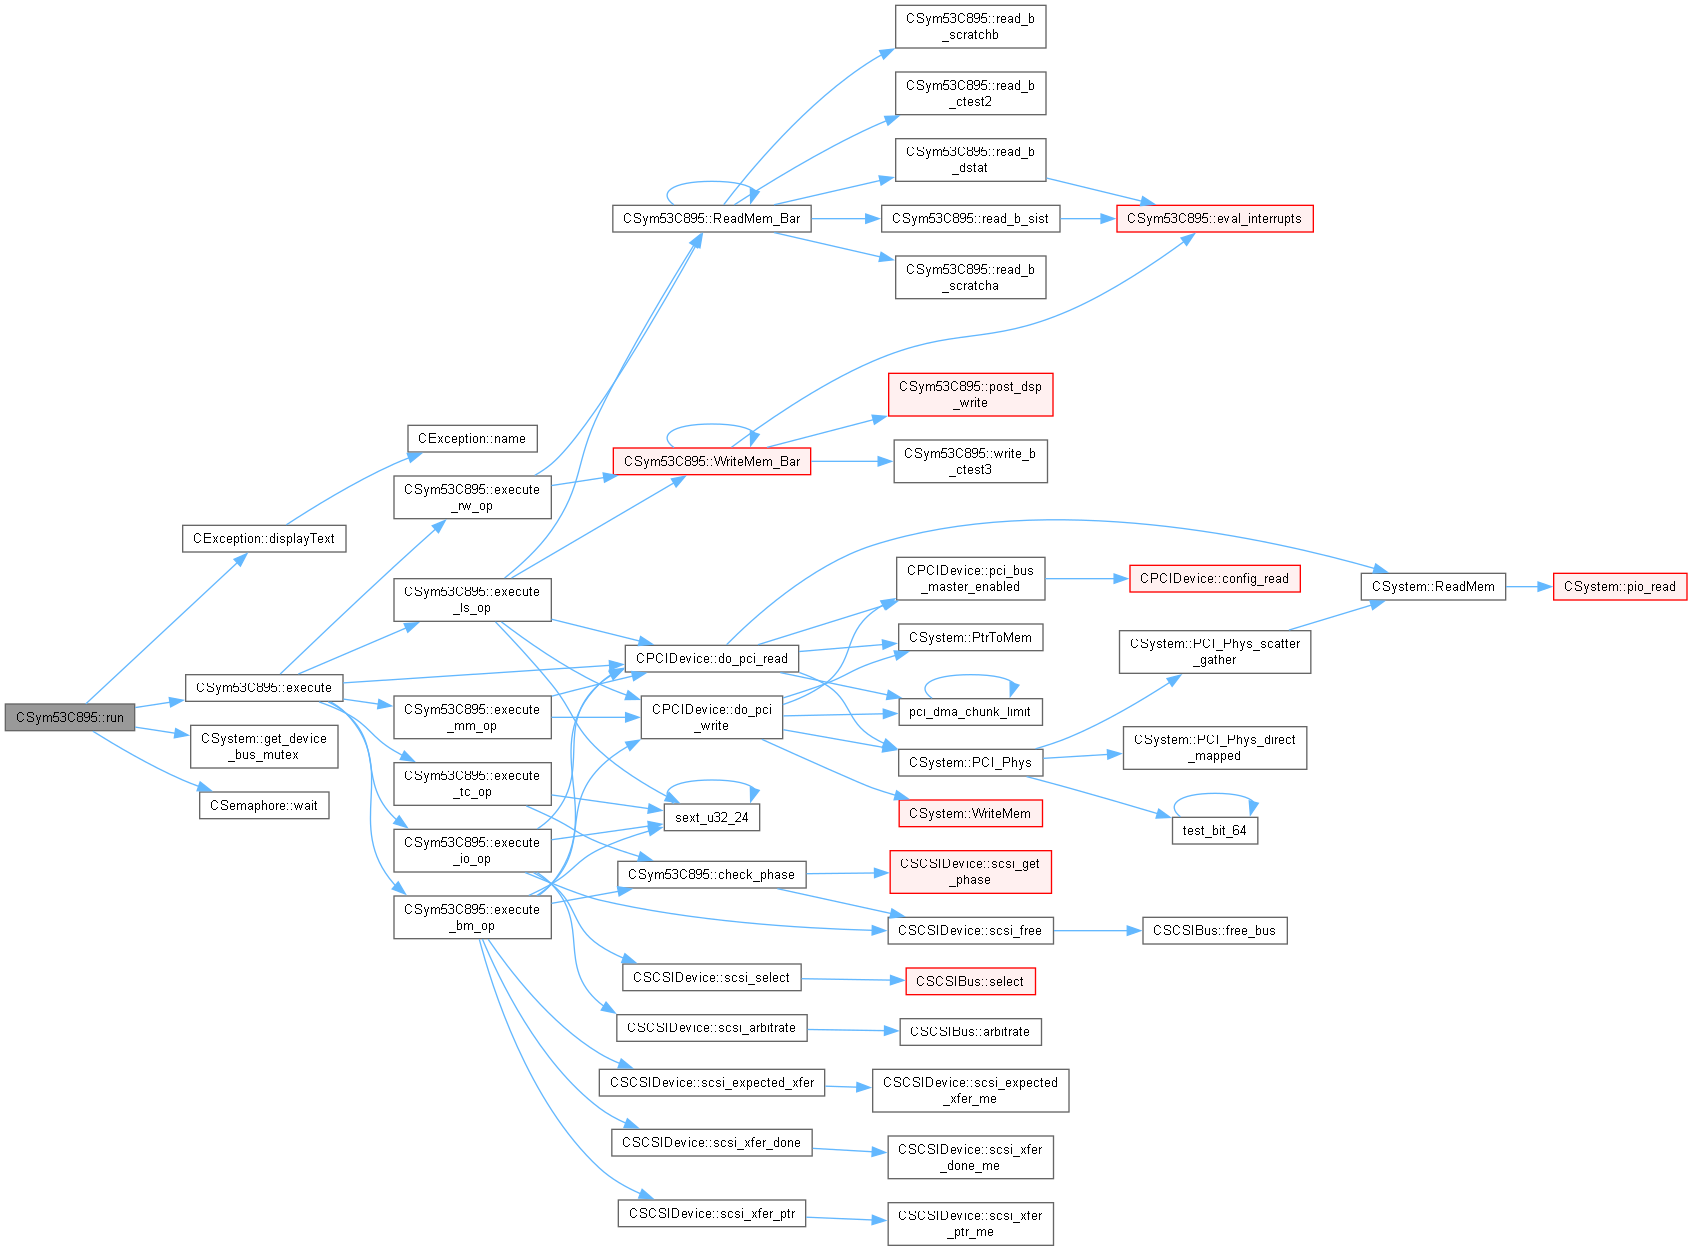 CSym53C895::run
CException::displayText
CSym53C895::execute
CSystem::get_device
_bus_mutex
CSemaphore::wait
CException::name
CSym53C895::execute
_rw_op
CSym53C895::execute
_ls_op
CSym53C895::execute
_mm_op
CSym53C895::execute
_tc_op
CSym53C895::execute
_io_op
CSym53C895::execute
_bm_op
CSym53C895::ReadMem_Bar
CSym53C895::WriteMem_Bar
CPCIDevice::do_pci_read
CPCIDevice::do_pci
_write
sext_u32_24
CSym53C895::check_phase
CSCSIDevice::scsi_select
CSCSIDevice::scsi_arbitrate
CSCSIDevice::scsi_expected_xfer
CSCSIDevice::scsi_xfer_done
CSCSIDevice::scsi_xfer_ptr
CSym53C895::read_b
_scratchb
CSym53C895::read_b
_ctest2
CSym53C895::read_b
_dstat
CSym53C895::read_b_sist
CSym53C895::read_b
_scratcha
CSym53C895::post_dsp
_write
CSym53C895::write_b
_ctest3
CPCIDevice::pci_bus
_master_enabled
CSystem::PtrToMem
pci_dma_chunk_limit
CSystem::PCI_Phys
CSystem::WriteMem
CSCSIDevice::scsi_get
_phase
CSCSIDevice::scsi_free
CSCSIBus::select
CSCSIBus::arbitrate
CSCSIDevice::scsi_expected
_xfer_me
CSCSIDevice::scsi_xfer
_done_me
CSCSIDevice::scsi_xfer
_ptr_me
CSym53C895::eval_interrupts
CPCIDevice::config_read
CSystem::PCI_Phys_scatter
_gather
CSystem::PCI_Phys_direct
_mapped
test_bit_64
CSCSIBus::free_bus
CSystem::ReadMem
CSystem::pio_read